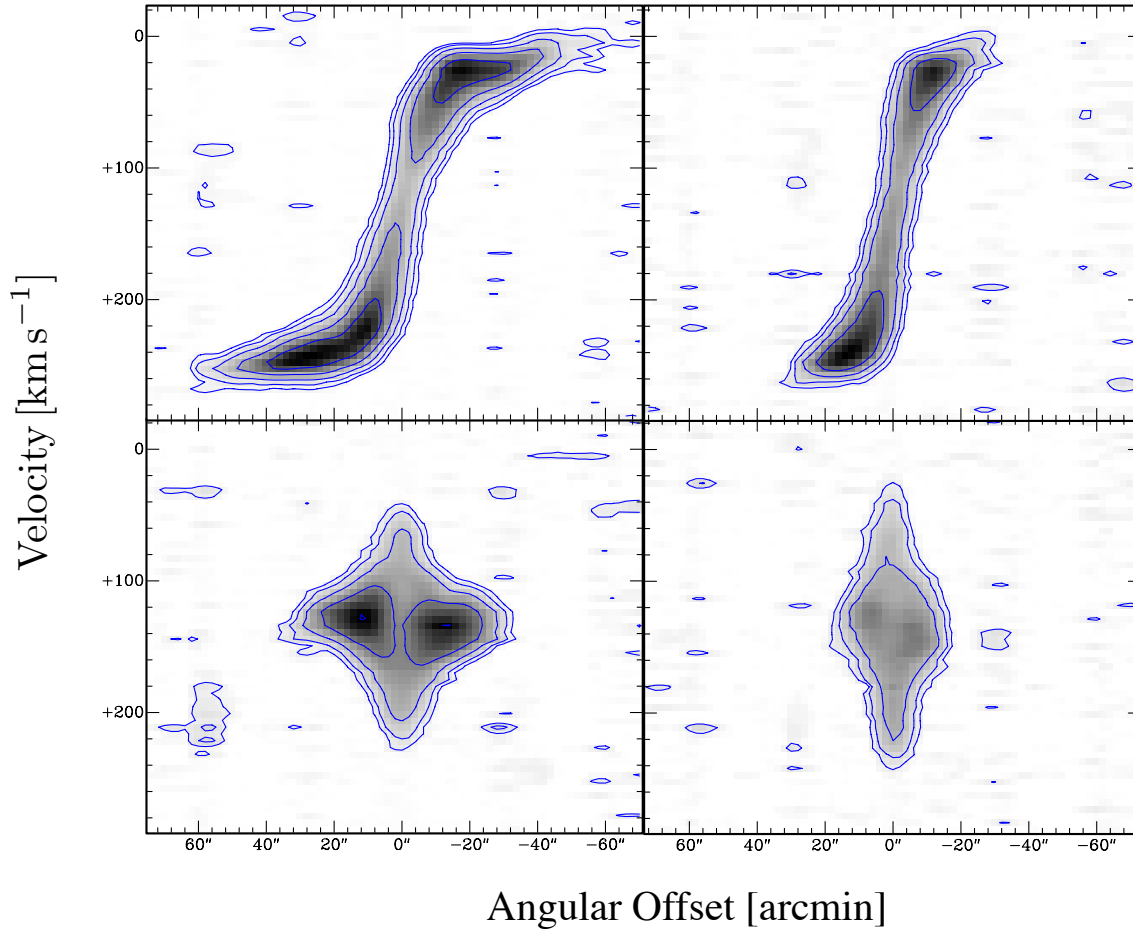 0
+100
+200
0
+100
+200
Velocity [km s⁻¹]
60″ 40″ 20″ 0″ −20″ −40″ −60″
60″ 40″ 20″ 0″ −20″ −40″ −60″
Angular Offset [arcmin]